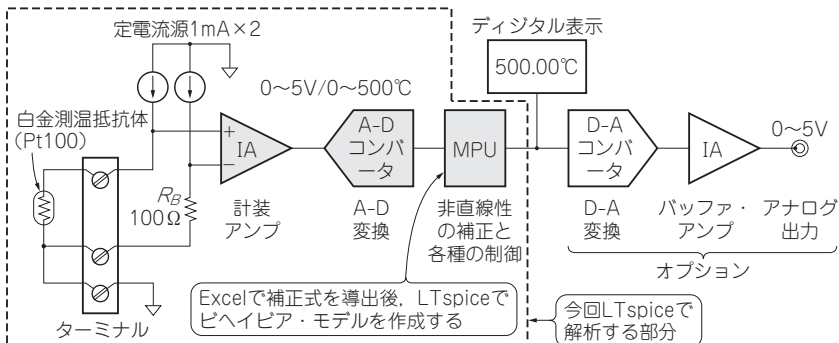 定電流源1mA×2
ディジタル表示
500.00℃
0～5V/0～500℃
白金測温抵抗体
(Pt100)
+
−
IA
A-D
コンバ
ータ
MPU
D-A
コンバ
ータ
IA
0～5V
R_B
100Ω
計装
アンプ
A-D
変換
非直線性
の補正と
各種の制御
D-A
変換
バッファ・
アンプ
アナログ
出力
オプション
ターミナル
Excelで補正式を導出後，LTspiceで
ビヘイビア・モデルを作成する
今回LTspiceで
解析する部分